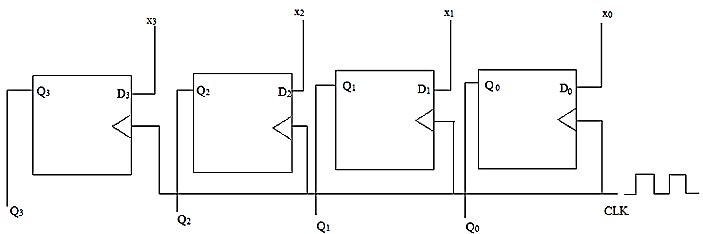 x3 x2 x1 x0
Q3 D3 Q2 D2 Q1 D1 Q0 D0
Q3 Q2 Q1 Q0 CLK